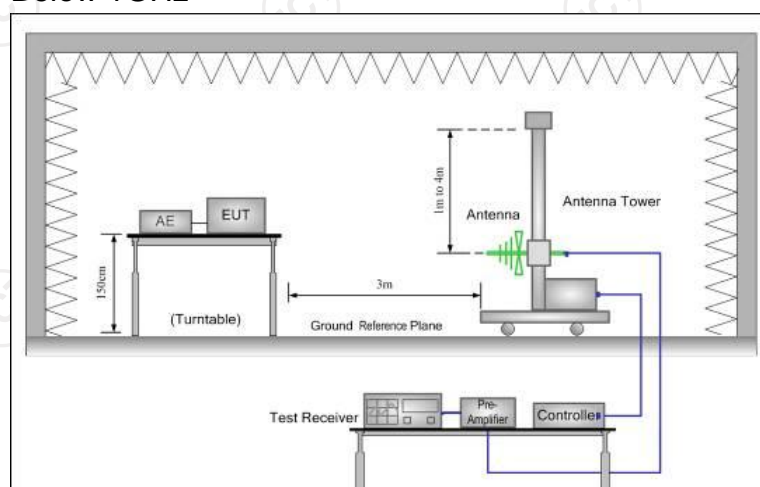 Below 1GHz
AE
EUT
150cm
(Turntable)
3m
Ground Reference Plane
1m to 4m
Antenna
Antenna Tower
Test Receiver
Pre-
Amplifier
Controller